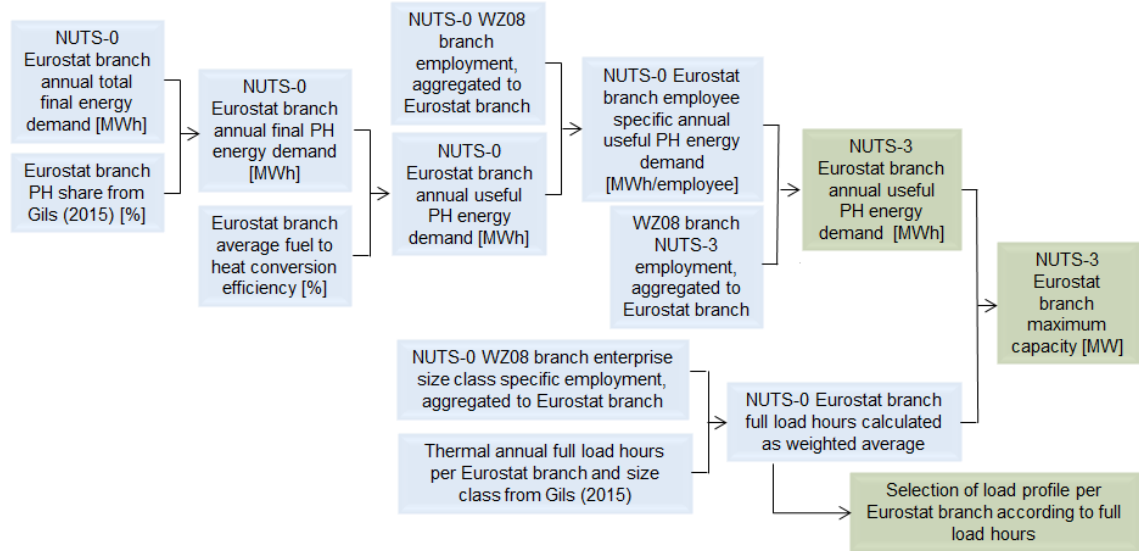 NUTS-0
Eurostat branch
annual total
final energy
demand [MWh]
Eurostat branch
PH share from
Gils (2015) [%]
NUTS-0
Eurostat branch
annual final PH
energy demand
[MWh]
Eurostat branch
average fuel to
heat conversion
efficiency [%]
NUTS-0 WZ08
branch
employment,
aggregated to
Eurostat branch
NUTS-0
Eurostat branch
annual useful
PH energy
demand [MWh]
NUTS-0 Eurostat
branch employee
specific annual
useful PH energy
demand
[MWh/employee]
WZ08 branch
NUTS-3
employment,
aggregated to
Eurostat branch
NUTS-3
Eurostat branch
annual useful
PH energy
demand [MWh]
NUTS-3
Eurostat
branch
maximum
capacity [MW]
NUTS-0 WZ08 branch enterprise
size class specific employment,
aggregated to Eurostat branch
Thermal annual full load hours
per Eurostat branch and size
class from Gils (2015)
NUTS-0 Eurostat branch
full load hours calculated
as weighted average
Selection of load profile per
Eurostat branch according to full
load hours